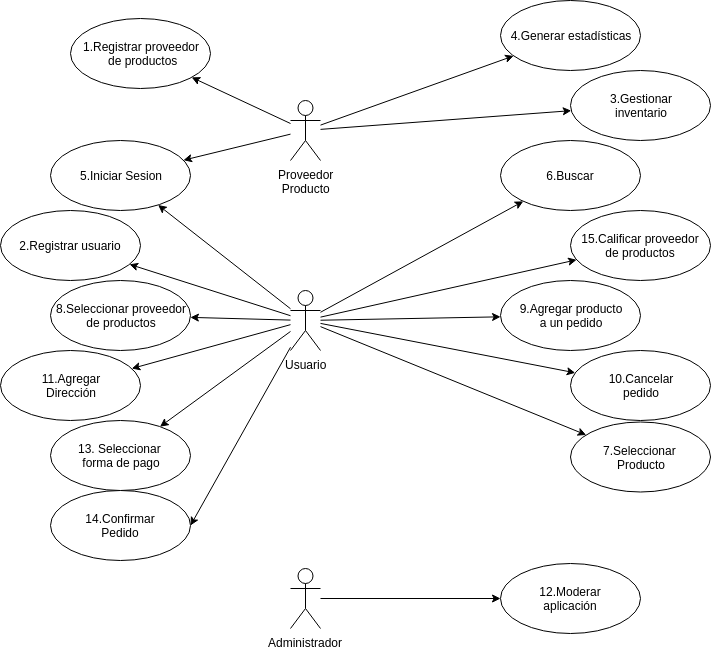 1.Registrar proveedor
de productos
4.Generar estadísticas
3.Gestionar
inventario
Proveedor
Producto
5.Iniciar Sesion
6.Buscar
2.Registrar usuario
15.Calificar proveedor
de productos
8.Seleccionar proveedor
de productos
9.Agregar producto
a un pedido
Usuario
11.Agregar
Dirección
10.Cancelar
pedido
13. Seleccionar
forma de pago
7.Seleccionar
Producto
14.Confirmar
Pedido
12.Moderar
aplicación
Administrador